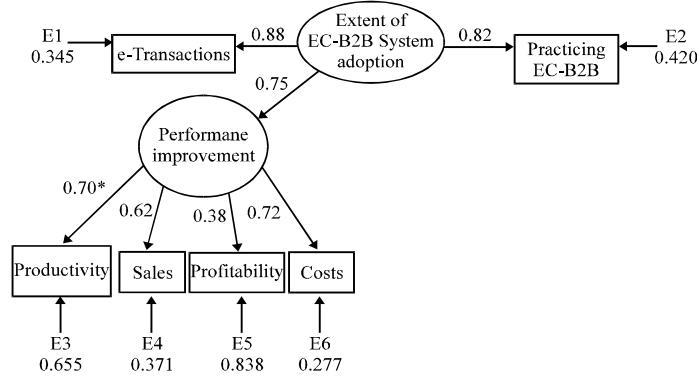 Extent of
EC-B2B System
adoption
E1
0.345
e-Transactions
0.88
0.82
Practicing
EC-B2B
E2
0.420
0.75
Performane
improvement
0.70*
0.62
0.38
0.72
Productivity
Sales
Profitability
Costs
E3
0.655
E4
0.371
E5
0.838
E6
0.277